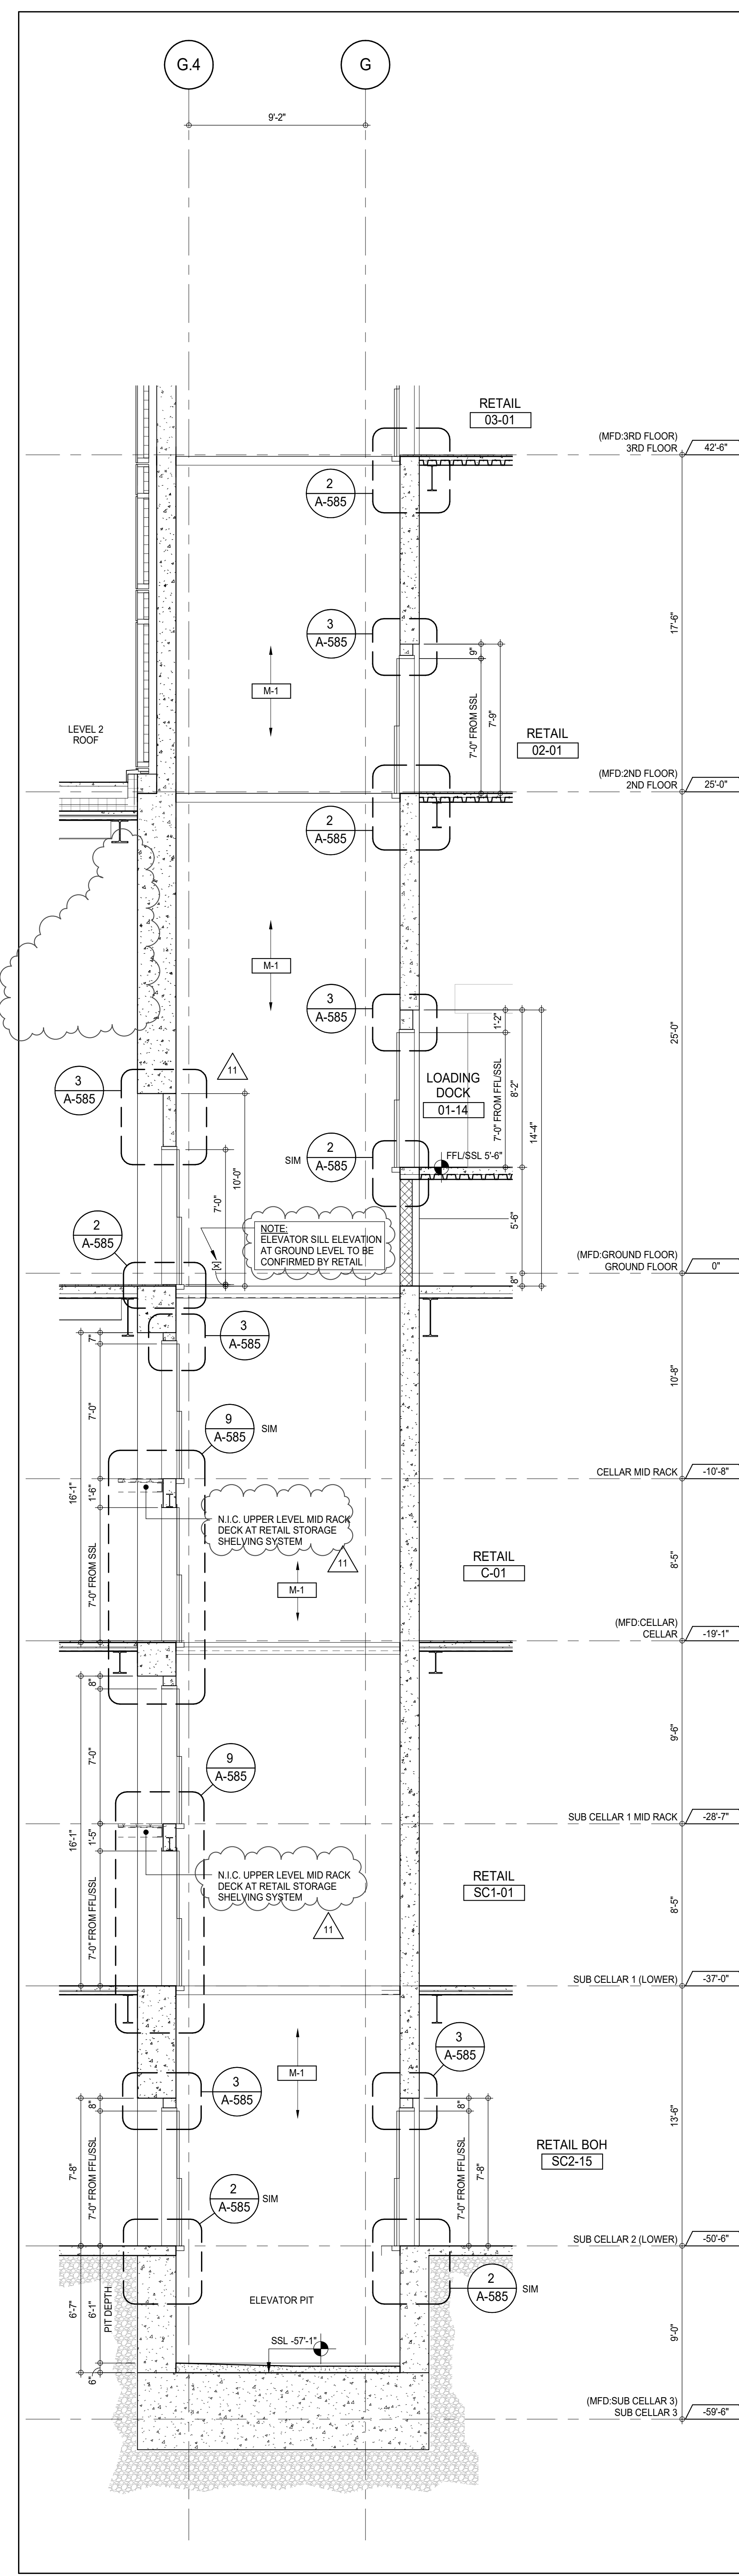 G.4
G
9'-2"
RETAIL
03-01
(MFD:3RD FLOOR)
3RD FLOOR
42'-6"
2
A-585
3
A-585
17'-6"
M-1
9"
7'-0" FROM SSL
7'-9"
LEVEL 2
ROOF
RETAIL
02-01
(MFD:2ND FLOOR)
2ND FLOOR
25'-0"
2
A-585
M-1
3
A-585
1'-2"
25'-0"
3
A-585
11
LOADING
DOCK
01-14
7'-0" FROM FFL/SSL
8'-2"
14'-4"
SIM
2
A-585
FFL/SSL 5'-6"
10'-0"
7'-0"
2
A-585
[X]
NOTE:
ELEVATOR SILL ELEVATION
AT GROUND LEVEL TO BE
CONFIRMED BY RETAIL
5'-6"
(MFD:GROUND FLOOR)
GROUND FLOOR
0"
8"
3
A-585
7"
7'-0"
10'-8"
9
A-585
SIM
CELLAR MID RACK
-10'-8"
16'-1"
1'-6"
N.I.C. UPPER LEVEL MID RACK
DECK AT RETAIL STORAGE
SHELVING SYSTEM
11
7'-0" FROM SSL
M-1
RETAIL
C-01
8'-5"
(MFD:CELLAR)
CELLAR
-19'-1"
8"
7'-0"
9'-6"
9
A-585
SUB CELLAR 1 MID RACK
-28'-7"
16'-1"
1'-5"
N.I.C. UPPER LEVEL MID RACK
DECK AT RETAIL STORAGE
SHELVING SYSTEM
11
7'-0" FROM FFL/SSL
RETAIL
SC1-01
8'-5"
SUB CELLAR 1 (LOWER)
-37'-0"
3
A-585
M-1
3
A-585
8"
8"
13'-6"
7'-8"
7'-0" FROM FFL/SSL
7'-0" FROM FFL/SSL
7'-8"
RETAIL BOH
SC2-15
2
A-585
SIM
SUB CELLAR 2 (LOWER)
-50'-6"
2
A-585
SIM
ELEVATOR PIT
6'-7"
6'-1"
PIT DEPTH
SSL -57'-1"
9'-0"
6"
(MFD:SUB CELLAR 3)
SUB CELLAR 3
-59'-6"